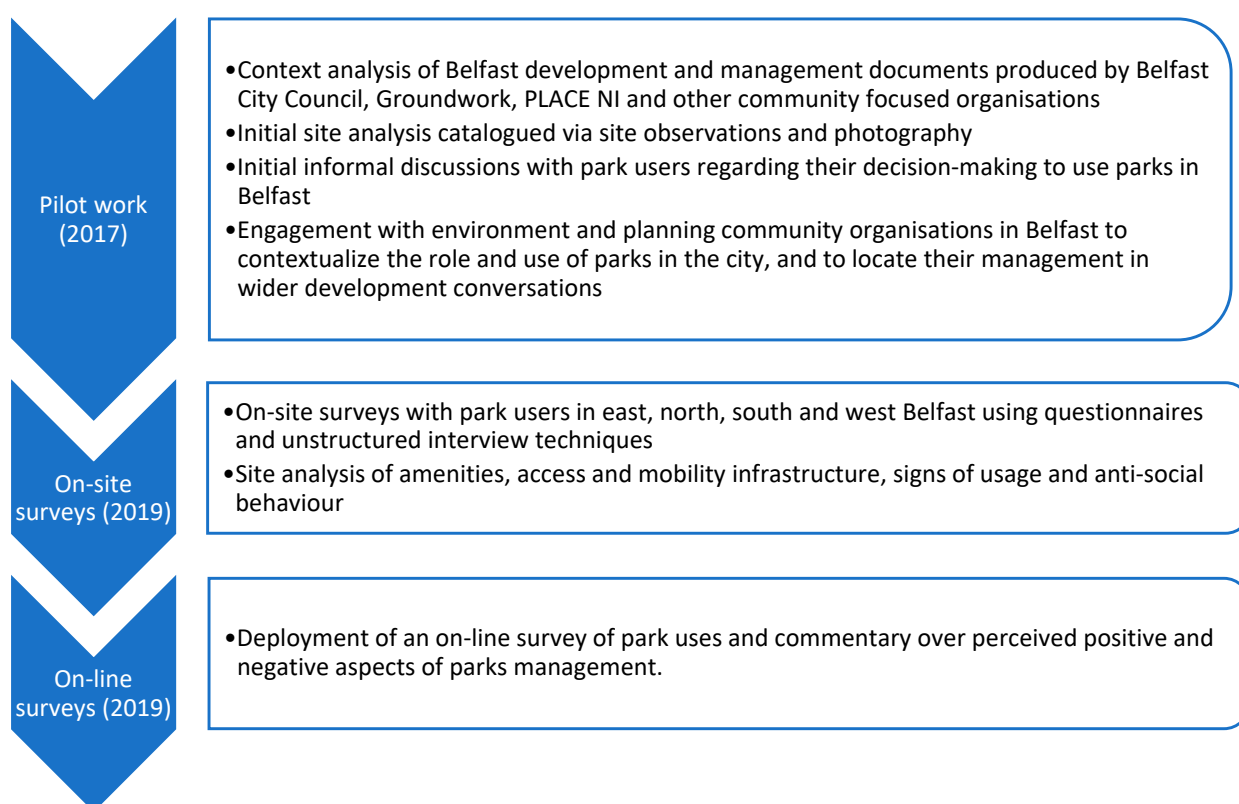 Pilot work
(2017)
•Context analysis of Belfast development and management documents produced by Belfast
City Council, Groundwork, PLACE NI and other community focused organisations
•Initial site analysis catalogued via site observations and photography
•Initial informal discussions with park users regarding their decision-making to use parks in
Belfast
•Engagement with environment and planning community organisations in Belfast to
contextualize the role and use of parks in the city, and to locate their management in
wider development conversations
On-site
surveys (2019)
•On-site surveys with park users in east, north, south and west Belfast using questionnaires
and unstructured interview techniques
•Site analysis of amenities, access and mobility infrastructure, signs of usage and anti-social
behaviour
On-line
surveys (2019)
•Deployment of an on-line survey of park uses and commentary over perceived positive and
negative aspects of parks management.